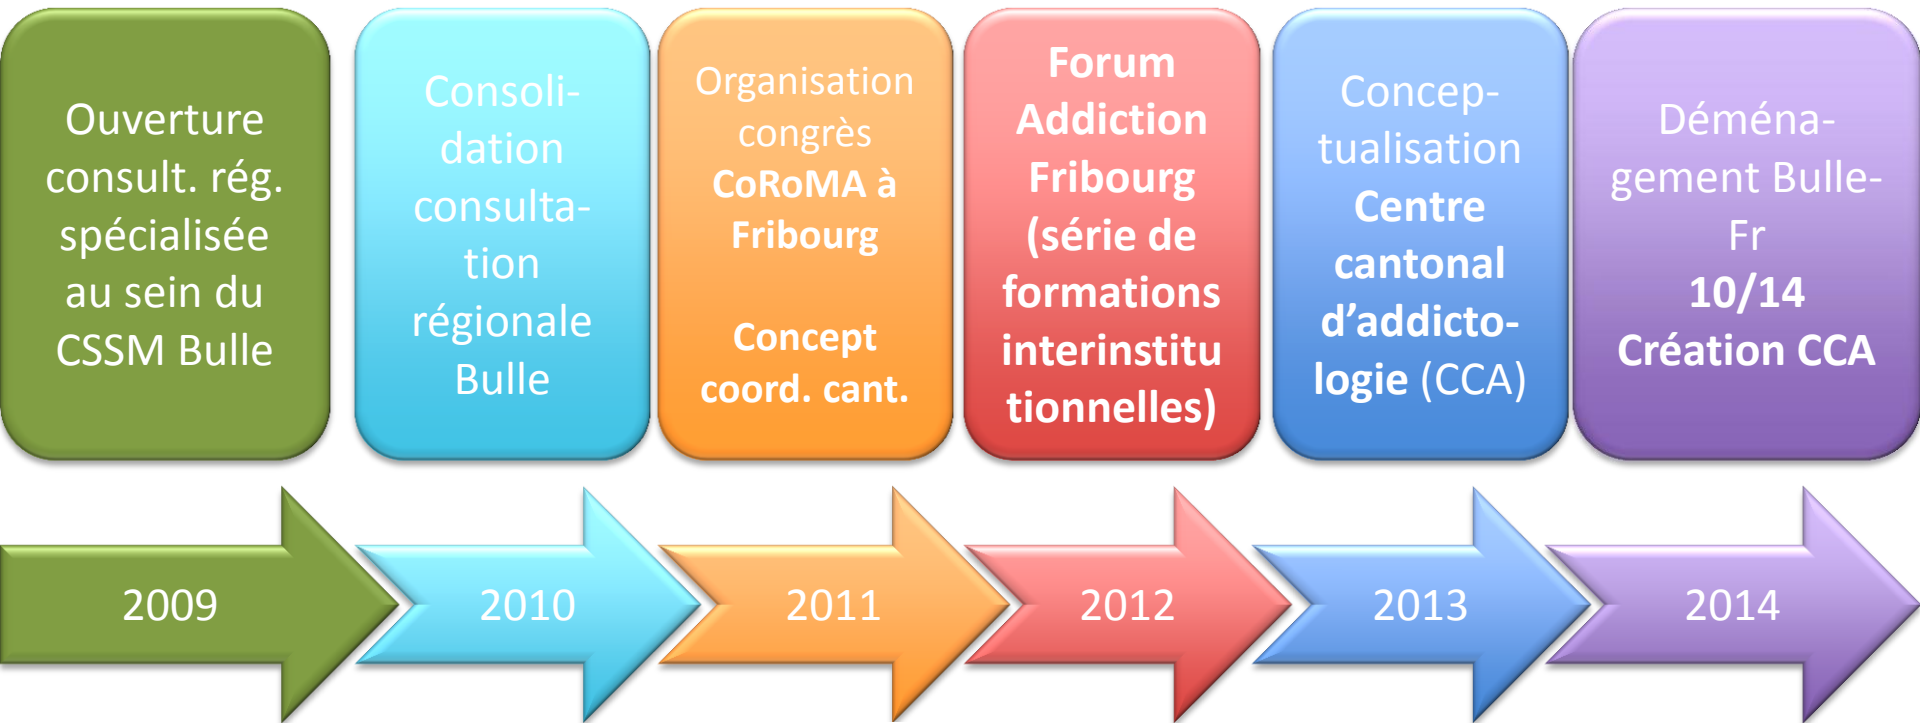 Ouverture
consult. rég.
spécialisée
au sein du
CSSM Bulle
Consoli-
dation
consulta-
tion
régionale
Bulle
Organisation
congrès
CoRoMA à
Fribourg
Concept
coord. cant.
Forum
Addiction
Fribourg
(série de
formations
interinstitu
tionnelles)
Concep-
tualisation
Centre
cantonal
d’addicto-
logie (CCA)
Déména-
gement Bulle-
Fr
10/14
Création CCA
2009
2010
2011
2012
2013
2014